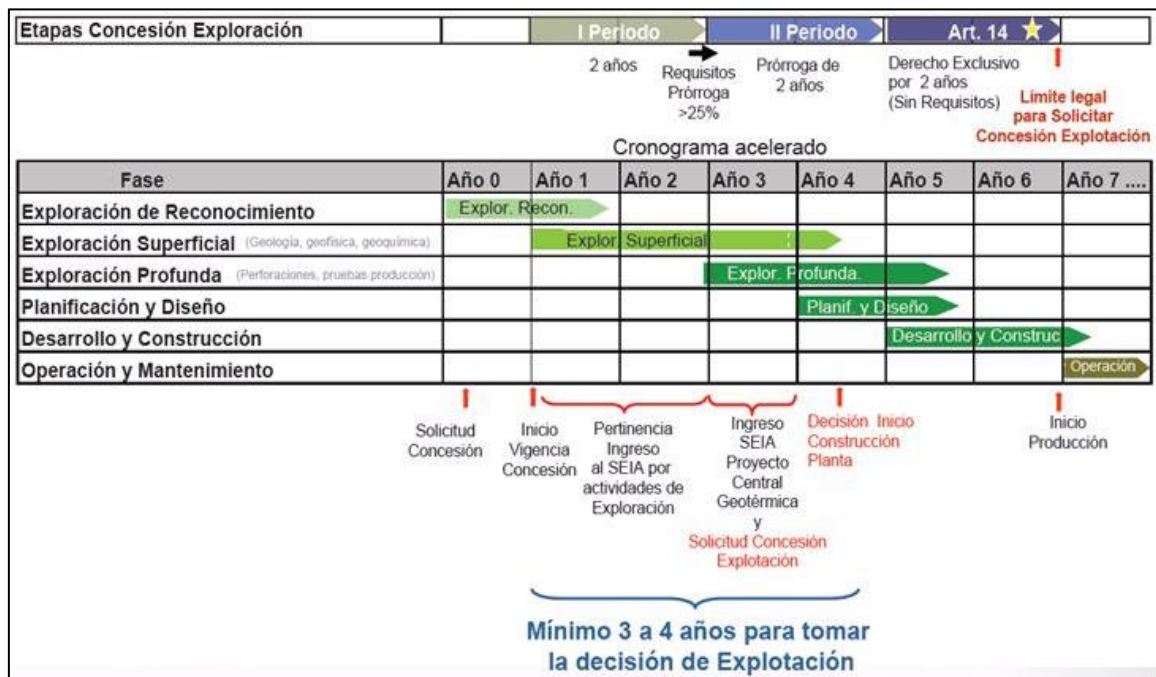 Etapas Concesión Exploración
I Periodo
II Periodo
Art. 14
2 años
Requisitos
Prórroga
>25%
Prórroga de
2 años
Derecho Exclusivo
por 2 años
(Sin Requisitos)
Límite legal
para Solicitar
Concesión Explotación
Cronograma acelerado
Fase Año 0 Año 1 Año 2 Año 3 Año 4 Año 5 Año 6 Año 7 ....
Exploración de Reconocimiento Explor. Recon.
Exploración Superficial (Geología, geofísica, geoquímica) Explor. Superficial
Exploración Profunda (Perforaciones, pruebas producción) Explor. Profunda.
Planificación y Diseño Planif. y Diseño
Desarrollo y Construcción Desarrollo y Construc
Operación y Mantenimiento Operación
Solicitud
Concesión
Inicio
Vigencia
Concesión
Pertinencia
Ingreso
al SEIA por
actividades de
Exploración
Ingreso
SEIA
Proyecto
Central
Geotérmica
y
Solicitud Concesión
Explotación
Decisión Inicio
Construcción
Planta
Inicio
Producción
Mínimo 3 a 4 años para tomar
la decisión de Explotación